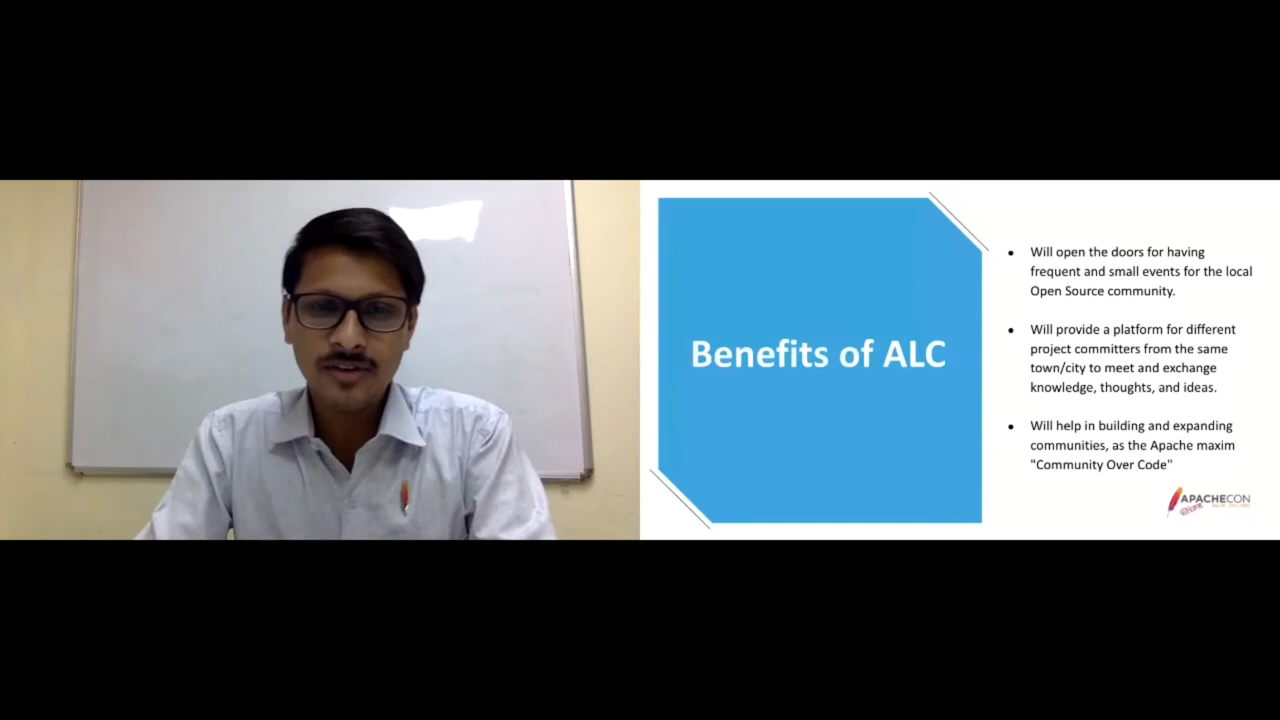 Benefits of ALC
Will open the doors for having
frequent and small events for the local
Open Source community.
Will provide a platform for different
project committers from the same
town/city to meet and exchange
knowledge, thoughts, and ideas.
Will help in building and expanding
communities, as the Apache maxim
"Community Over Code"
APACHECON
@Home